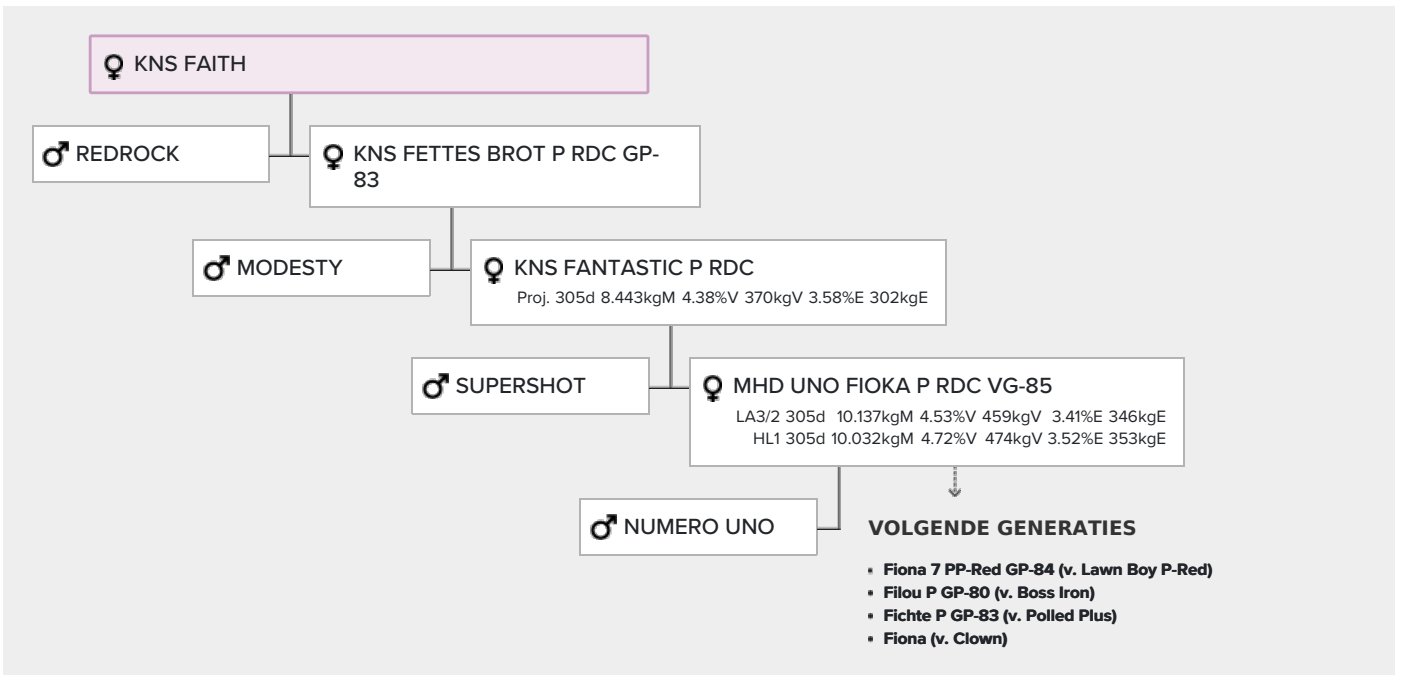 KNS FAITH
REDROCK
KNS FETTES BROT P RDC GP-
83
MODESTY
KNS FANTASTIC P RDC
Proj. 305d 8.443kgM 4.38%V 370kgV 3.58%E 302kgE
SUPERSHOT
MHD UNO FIOKA P RDC VG-85
LA3/2 305d 10.137kgM 4.53%V 459kgV 3.41%E 346kgE
HL1 305d 10.032kgM 4.72%V 474kgV 3.52%E 353kgE
NUMERO UNO
VOLGENDE GENERATIES
Fiona 7 PP-Red GP-84 (v. Lawn Boy P-Red)
Filou P GP-80 (v. Boss Iron)
Fichte P GP-83 (v. Polled Plus)
Fiona (v. Clown)